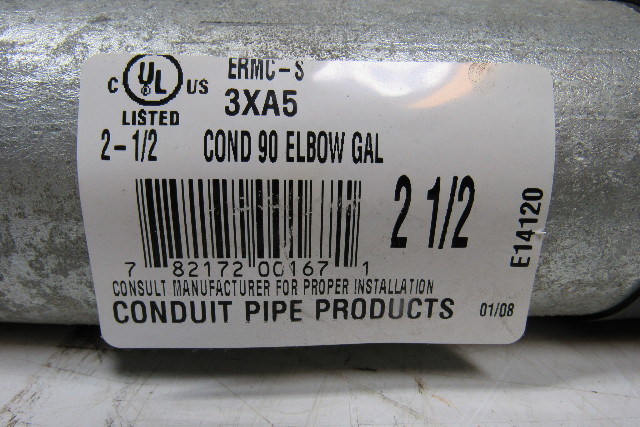 ERMC-S
C UL US
® 
LISTED
3XA5
2-1/2 COND 90 ELBOW GAL
2 1/2
7 82172 00167 1
E14120
CONSULT MANUFACTURER FOR PROPER INSTALLATION
CONDUIT PIPE PRODUCTS 01/08